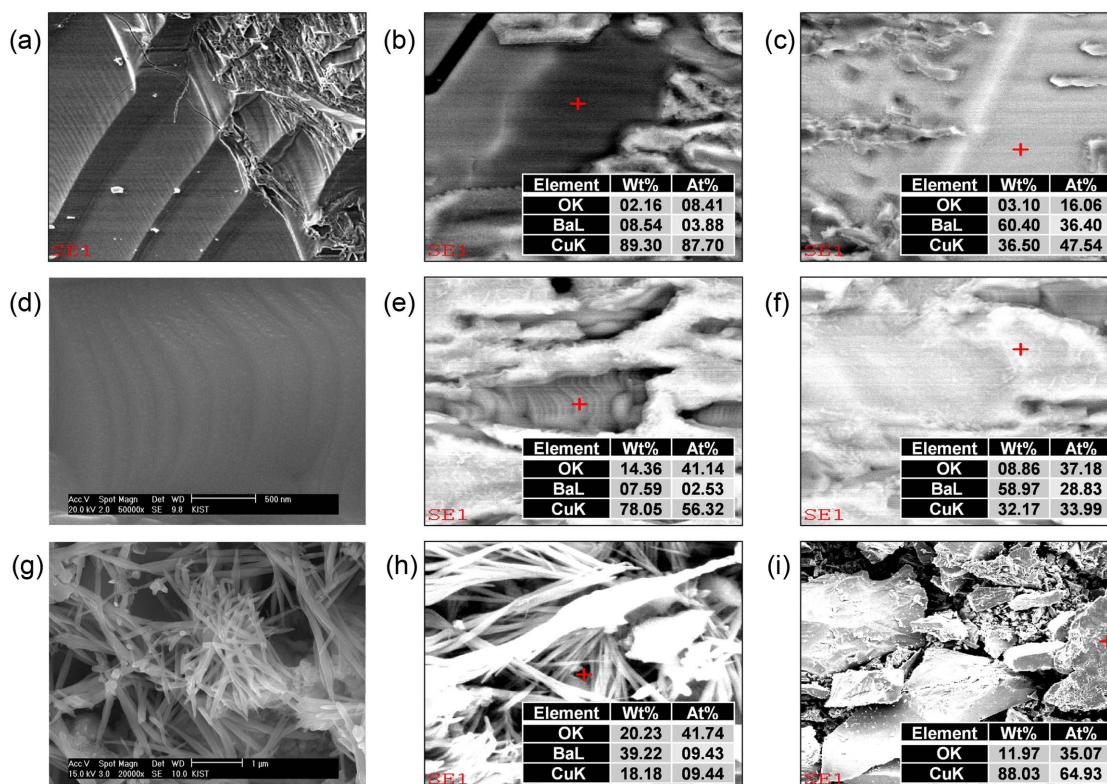 (a)
SE1
(b)
Element Wt% At%
OK 02.16 08.41
BaL 08.54 03.88
CuK 89.30 87.70
(c)
Element Wt% At%
OK 03.10 16.06
BaL 60.40 36.40
CuK 36.50 47.54
(d)
Acc.V Spot Magn Det WD 500 nm
20.0 kV 2.0 50000x SE 9.8 KIST
(e)
Element Wt% At%
OK 14.36 41.14
BaL 07.59 02.53
CuK 78.05 56.32
SE1
(f)
Element Wt% At%
OK 08.86 37.18
BaL 58.97 28.83
CuK 32.17 33.99
SE1
(g)
Acc.V Spot Magn Det WD 1 µm
15.0 kV 3.0 20000x SE 10.0 KIST
(h)
Element Wt% At%
OK 20.23 41.74
BaL 39.22 09.43
CuK 18.18 09.44
SE1
(i)
Element Wt% At%
OK 11.97 35.07
CuK 88.03 64.93
SE1